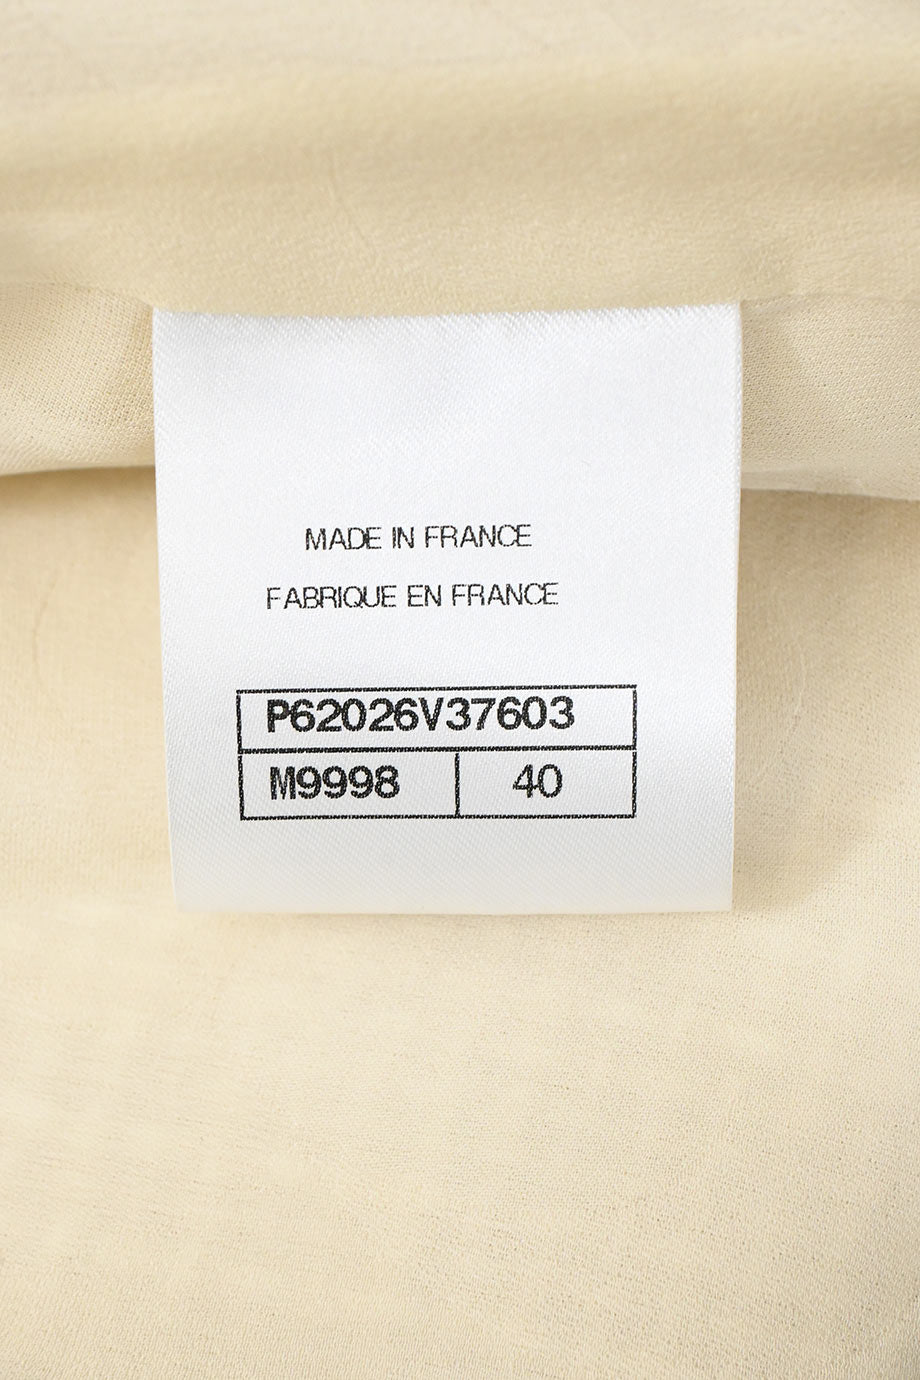 MADE IN FRANCE
FABRIQUE EN FRANCE
P62026V37603
M9998 40